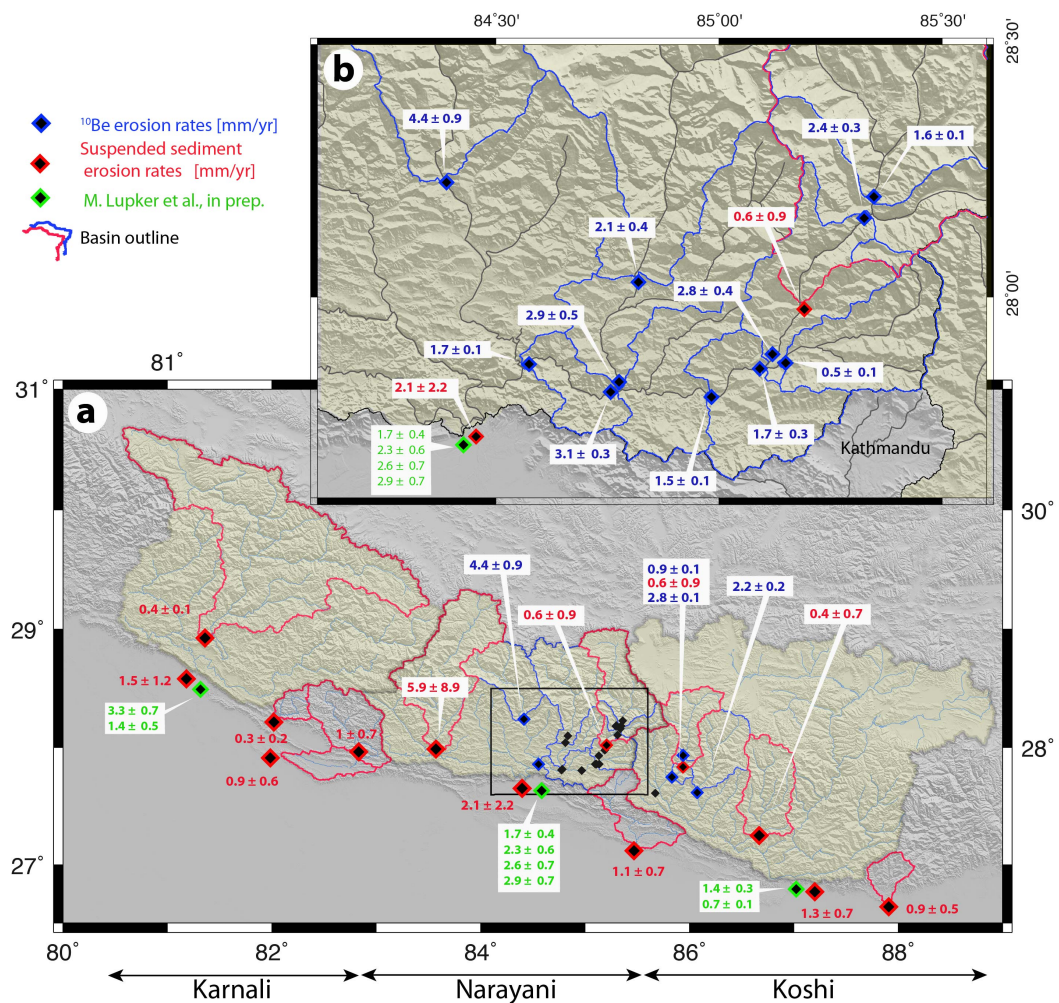 84˚30'
85˚00'
85˚30'
28˚30'
b
10Be erosion rates [mm/yr]
Suspended sediment
erosion rates [mm/yr]
M. Lupker et al., in prep.
Basin outline
4.4 ± 0.9
2.4 ± 0.3
1.6 ± 0.1
2.1 ± 0.4
0.6 ± 0.9
2.8 ± 0.4
28˚00'
2.9 ± 0.5
1.7 ± 0.1
0.5 ± 0.1
2.1 ± 2.2
1.7 ± 0.4
2.3 ± 0.6
2.6 ± 0.7
2.9 ± 0.7
3.1 ± 0.3
1.7 ± 0.3
1.5 ± 0.1
Kathmandu
81˚
31˚
a
30˚
4.4 ± 0.9
0.9 ± 0.1
0.6 ± 0.9
2.8 ± 0.1
2.2 ± 0.2
0.6 ± 0.9
0.4 ± 0.7
0.4 ± 0.1
29˚
29˚
1.5 ± 1.2
5.9 ± 8.9
3.3 ± 0.7
1.4 ± 0.5
0.3 ± 0.2
1 ± 0.7
28˚
28˚
0.9 ± 0.6
2.1 ± 2.2
1.7 ± 0.4
2.3 ± 0.6
2.6 ± 0.7
2.9 ± 0.7
1.1 ± 0.7
27˚
27˚
1.4 ± 0.3
0.7 ± 0.1
1.3 ± 0.7
0.9 ± 0.5
80˚
82˚
84˚
86˚
88˚
Karnali
Narayani
Koshi